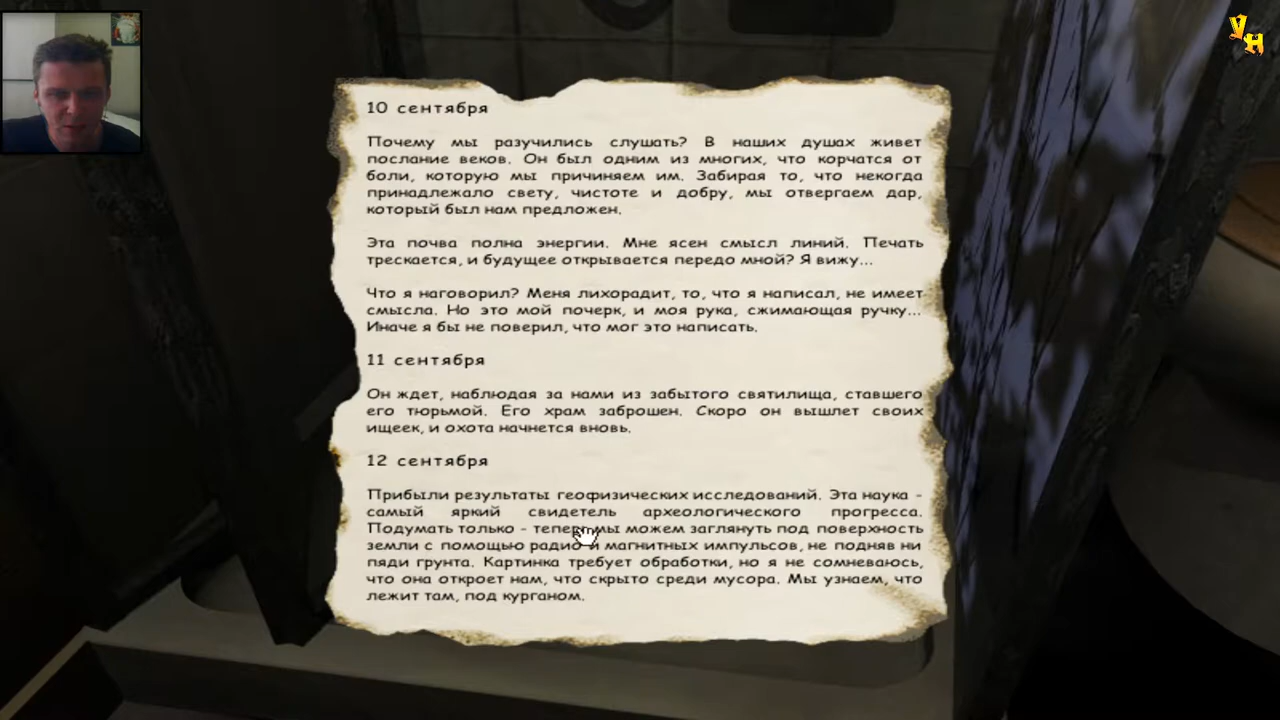 УН
10 сентября
Почему мы разучились слушать? В наших душах живет
послание веков. Он был одним из многих, что корчатся от
боли, которую мы причиняем им. Забирая то, что некогда
принадлежало свету, чистоте и добру, мы отвергаем дар,
который был нам предложен.
Эта почва полна энергии. Мне ясен смысл линий. Печать
трескается, и будущее открывается передо мной? Я вижу...
Что я наговорил? Меня лихорадит, то, что я написал, не имеет
смысла. Но это мой почерк, и моя рука, сжимающая ручку...
Иначе я бы не поверил, что мог это написать.
11 сентября
Он ждет, наблюдая за нами из забытого святилища, ставшего
его тюрьмой. Его храм заброшен. Скоро он вышлет своих
ищеек, и охота начнется вновь.
12 сентября
Прибыли результаты геофизических исследований. Эта наука -
самый яркий свидетель археологического прогресса.
Подумать только - теперь мы можем заглянуть под поверхность
земли с помощью радио и магнитных импульсов, не подняв ни
пяди грунта. Картинка требует обработки, но я не сомневаюсь,
что она откроет нам, что скрыто среди мусора. Мы узнаем, что
лежит там, под курганом.